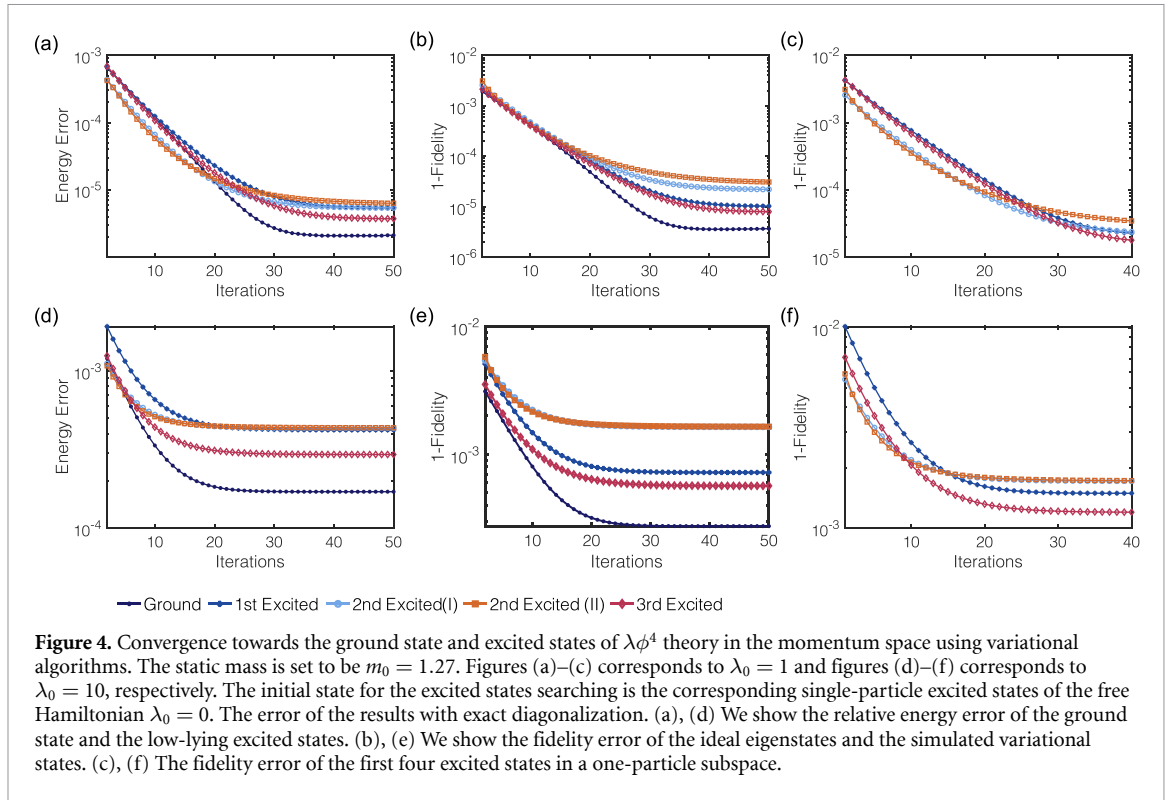 (a)
(b)
(c)
10⁻³
10⁻⁴
10⁻⁵
Energy Error
10
20
30
40
50
Iterations
10⁻²
10⁻³
10⁻⁴
10⁻⁵
10⁻⁶
1-Fidelity
10
20
30
40
50
Iterations
10⁻²
10⁻³
10⁻⁴
10⁻⁵
1-Fidelity
10
20
30
40
Iterations
(d)
(e)
(f)
10⁻³
10⁻⁴
Energy Error
10
20
30
40
50
Iterations
10⁻²
10⁻³
1-Fidelity
10
20
30
40
50
Iterations
10⁻²
10⁻³
1-Fidelity
10
20
30
40
Iterations
Ground 1st Excited 2nd Excited(I) 2nd Excited (II) 3rd Excited
Figure 4. Convergence towards the ground state and excited states of λϕ⁴ theory in the momentum space using variational
algorithms. The static mass is set to be m₀ = 1.27. Figures (a)–(c) corresponds to λ₀ = 1 and figures (d)–(f) corresponds to
λ₀ = 10, respectively. The initial state for the excited states searching is the corresponding single-particle excited states of the free
Hamiltonian λ₀ = 0. The error of the results with exact diagonalization. (a), (d) We show the relative energy error of the ground
state and the low-lying excited states. (b), (e) We show the fidelity error of the ideal eigenstates and the simulated variational
states. (c), (f) The fidelity error of the first four excited states in a one-particle subspace.